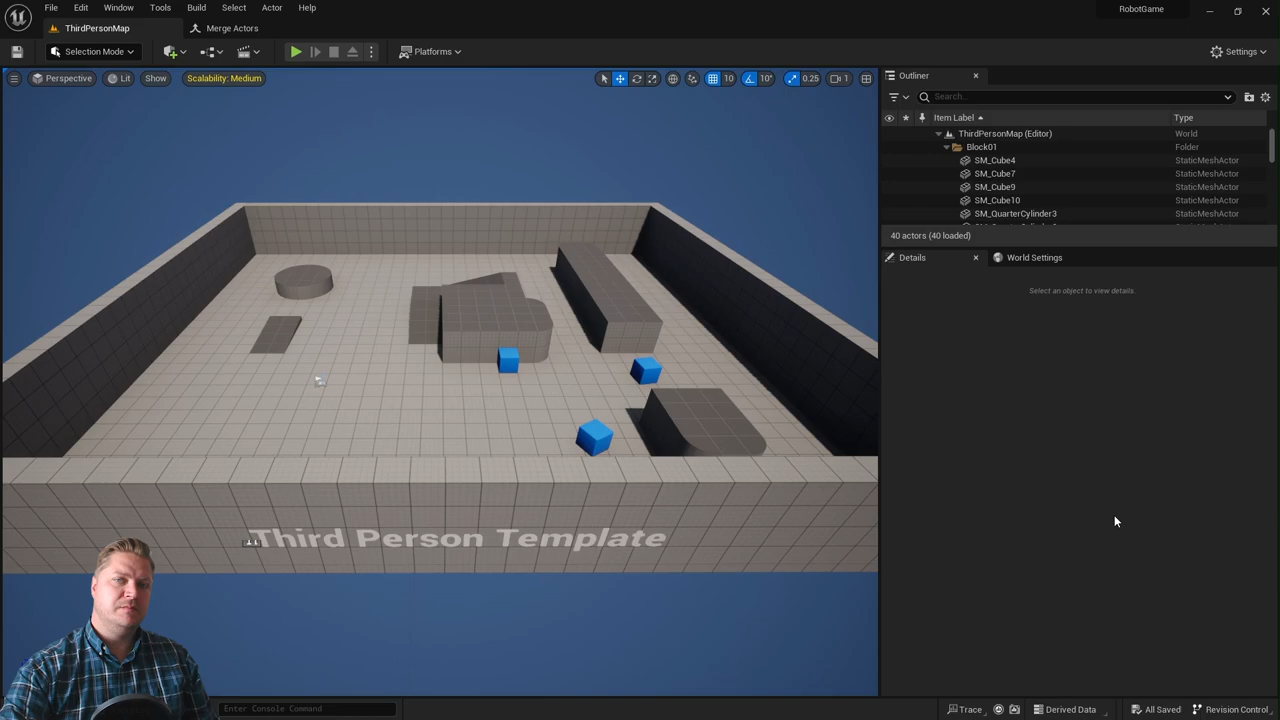 File Edit Window Tools Build Select Actor Help
RobotGame
ThirdPersonMap
Merge Actors
Selection Mode
Platforms
Settings
Perspective Lit Show Scalability: Medium
10 10° 0.25 1
Third Person Template
Outliner
Search...
Item Label Type
ThirdPersonMap (Editor) World
Block01 Folder
SM_Cube4 StaticMeshActor
SM_Cube7 StaticMeshActor
SM_Cube9 StaticMeshActor
SM_Cube10 StaticMeshActor
SM_QuarterCylinder3 StaticMeshActor
40 actors (40 loaded)
Details World Settings
Select an object to view details.
Enter Console Command
Trace Derived Data All Saved Revision Control